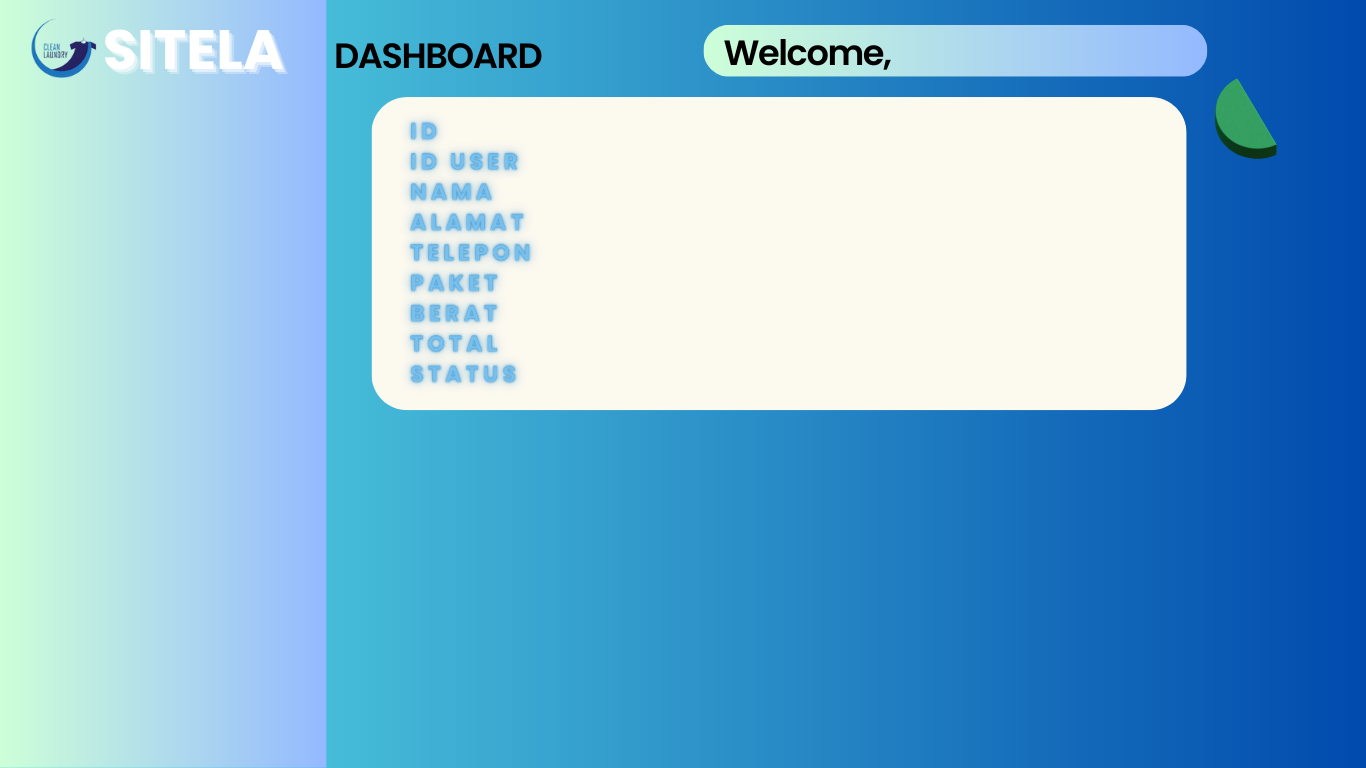 CLEAN
LAUNDRY
SITELA
DASHBOARD
Welcome,
ID
ID USER
NAMA
ALAMAT
TELEPON
PAKET
BERAT
TOTAL
STATUS